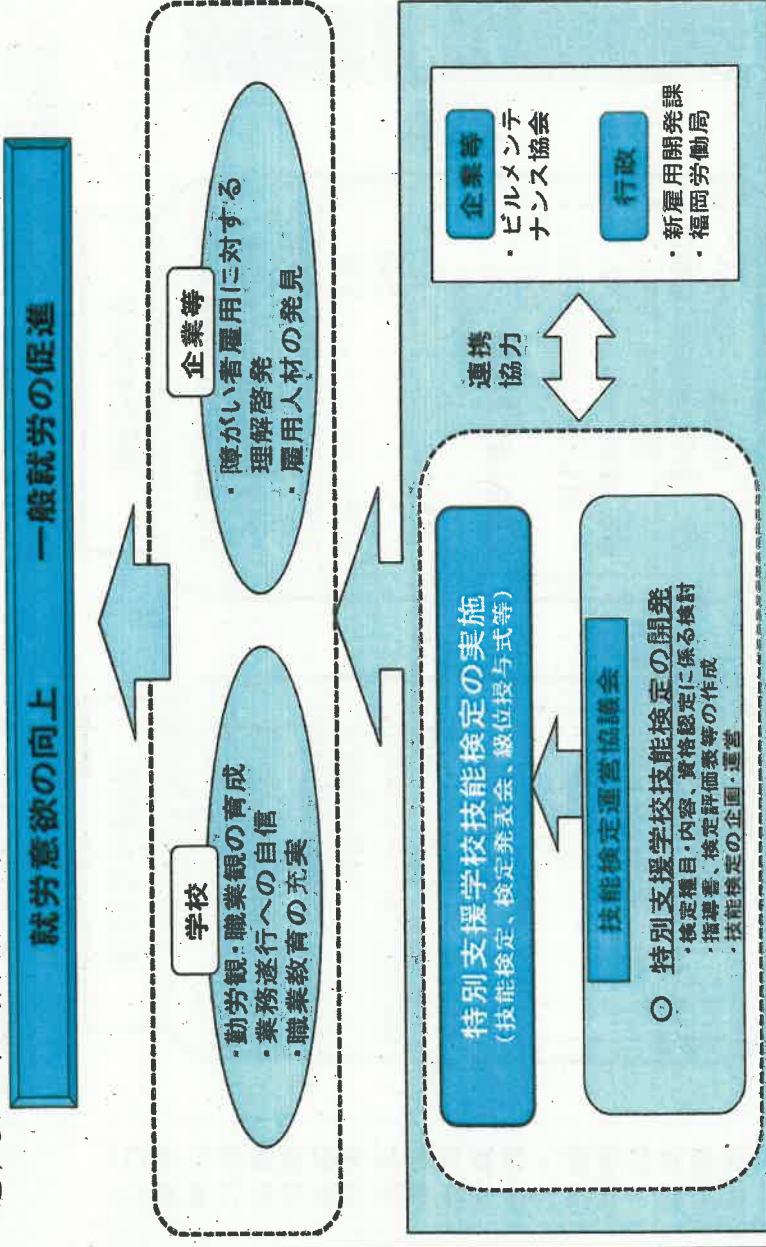 就労意欲の向上　一般就労の促進
学校
・勤労観・職業観の育成
・業務遂行への自信
・職業教育の充実
企業等
・障がい者雇用に対する
理解啓発
・雇用人材の発見
特別支援学校技能検定の実施
(技能検定、検定発表会、級位授与式等)
技能検定運営協議会
○ 特別支援学校技能検定の開発
・検定種目・内容、資格認定に係る検討
・指導書、検定評価表等の作成
・技能検定の企画・運営
連携
協力
企業等
・ビルメンテ
ナンス協会
行政
・新雇用開発課
・福岡労働局